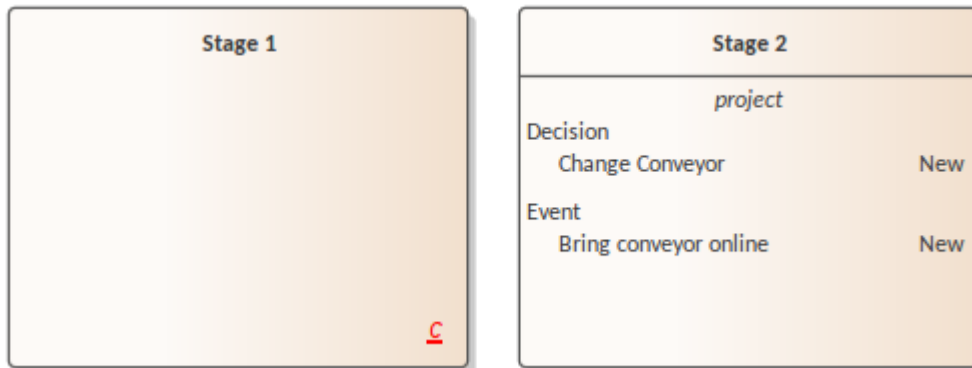 Stage 1
C
Stage 2
project
Decision
Change Conveyor New
Event
Bring conveyor online New